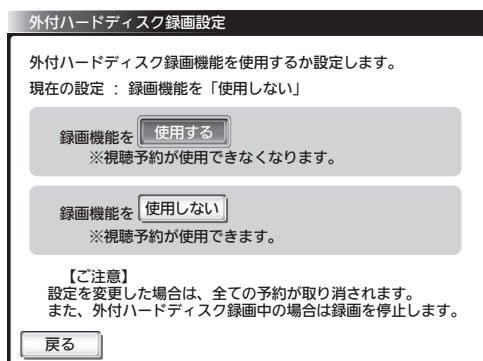 外付ハードディスク録画設定
外付ハードディスク録画機能を使用するか設定します。
現在の設定 ： 録画機能を「使用しない」
録画機能を 使用する
※視聴予約が使用できなくなります。
録画機能を 使用しない
※視聴予約が使用できます。
【ご注意】
設定を変更した場合は、全ての予約が取り消されます。
また、外付ハードディスク録画中の場合は録画を停止します。
戻る